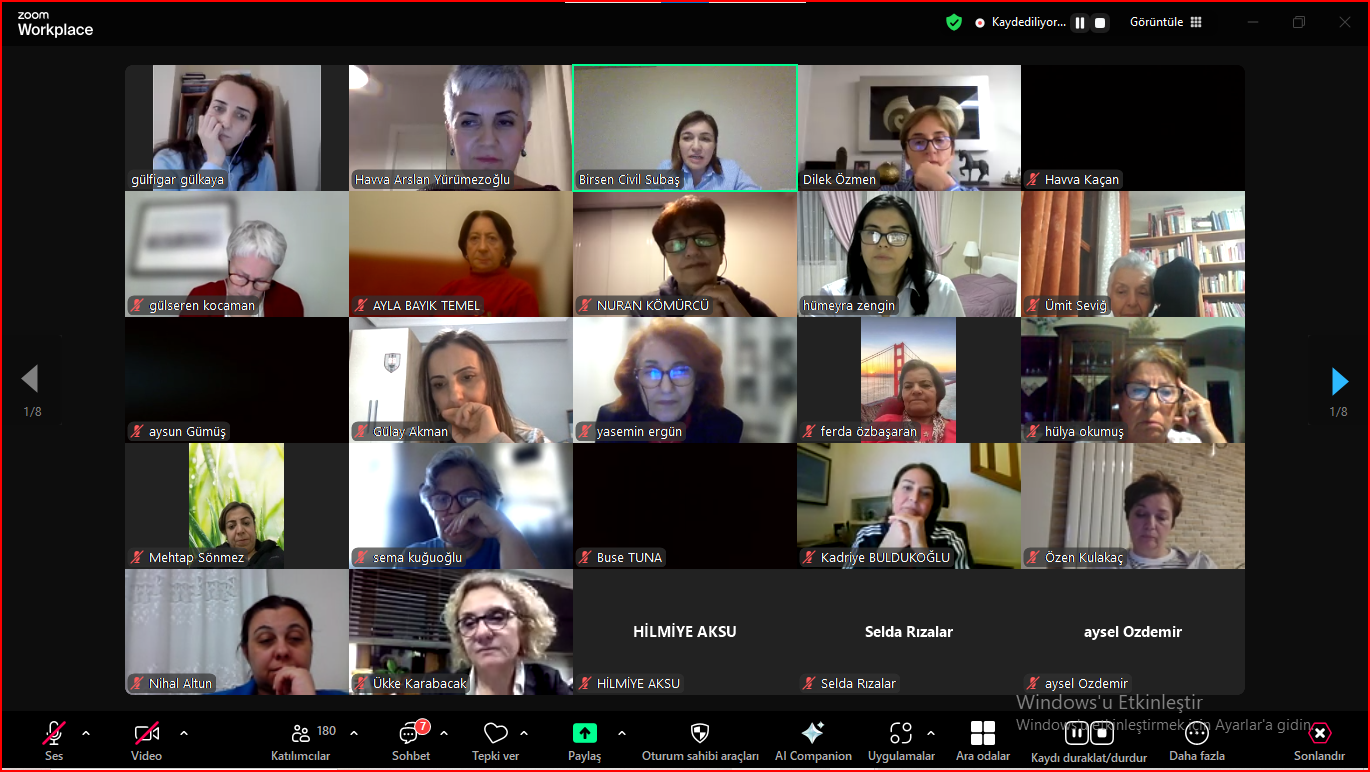 zoom
Workplace
Kaydediliyor...
Görüntüle
gülfigar gülkaya
Havva Arslan Yürümezoğlu
Birsen Civil Subaş
Dilek Özmen
Havva Kaçan
gülseren kocaman
AYLA BAYIK TEMEL
NURAN KÖMÜRCÜ
hümeyra zengin
Ümit Seviğ
1/8
1/8
aysun Gümüş
Gülay Akman
yasemin ergün
ferda özbaşaran
hülya okumuş
Mehtap Sönmez
sema kuğuoğlu
Buse TUNA
Kadriye BULDUKOĞLU
Özen Kulakaç
HİLMİYE AKSU
Selda Rızalar
aysel Ozdemir
Nihal Altun
Ükke Karabacak
HİLMİYE AKSU
Selda Rızalar
aysel Ozdemir
Windows'u Etkinleştir
Windows'u etkinleştirmek için Ayarlar'a gidin.
180
7
Ses
Video
Katılımcılar
Sohbet
Tepki ver
Paylaş
Oturum sahibi araçları
AI Companion
Uygulamalar
Ara odalar
Kaydı duraklat/durdur
Daha fazla
Sonlandır